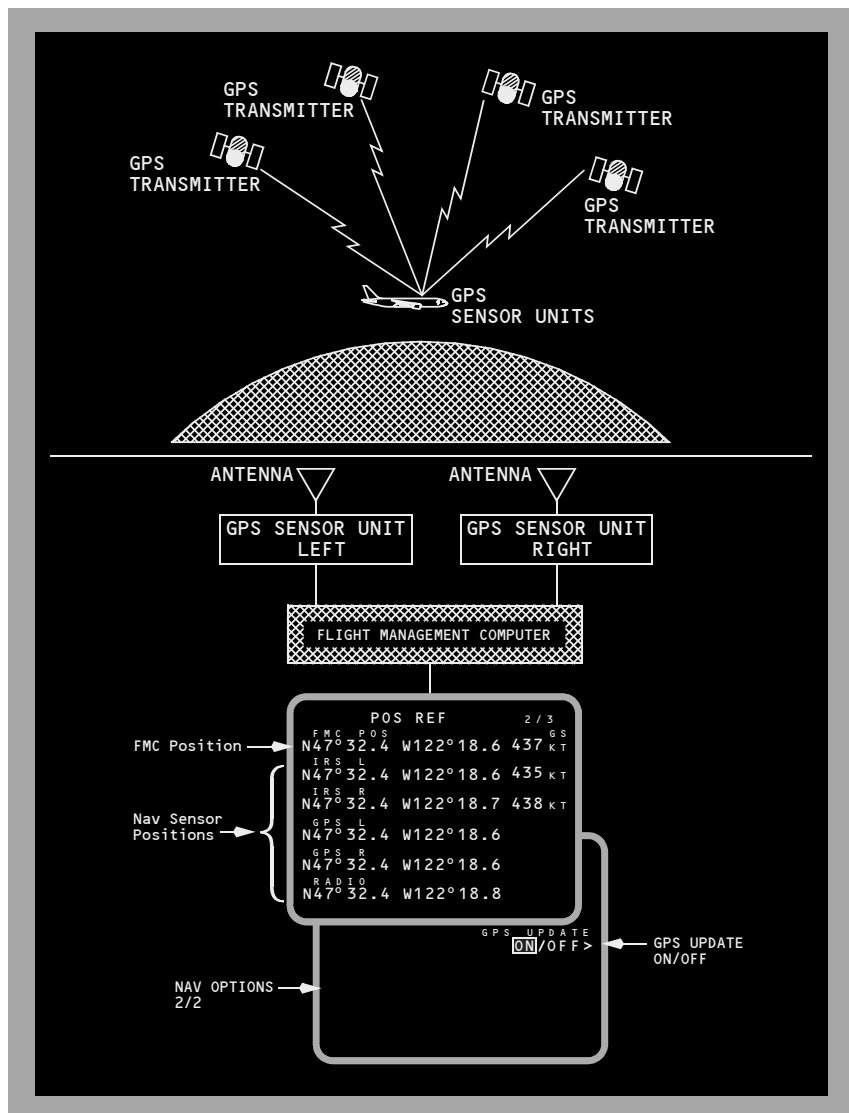 GPS
TRANSMITTER
GPS
TRANSMITTER
GPS
TRANSMITTER
GPS
TRANSMITTER
GPS
SENSOR UNITS
ANTENNA
ANTENNA
GPS SENSOR UNIT
LEFT
GPS SENSOR UNIT
RIGHT
FLIGHT MANAGEMENT COMPUTER
POS REF 2/3
FMC POS GS
FMC Position
N47°32.4 W122°18.6 437 KT
IRS L
N47°32.4 W122°18.6 435 KT
IRS R
N47°32.4 W122°18.7 438 KT
Nav Sensor
Positions
GPS L
N47°32.4 W122°18.6
GPS R
N47°32.4 W122°18.6
RADIO
N47°32.4 W122°18.8
GPS UPDATE
ON/OFF>
GPS UPDATE
ON/OFF
NAV OPTIONS
2/2